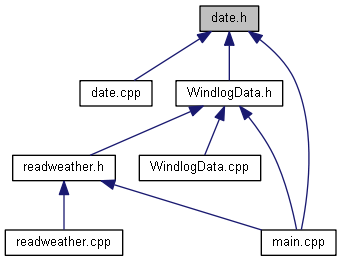 date.h
date.cpp
WindlogData.h
readweather.h
WindlogData.cpp
readweather.cpp
main.cpp